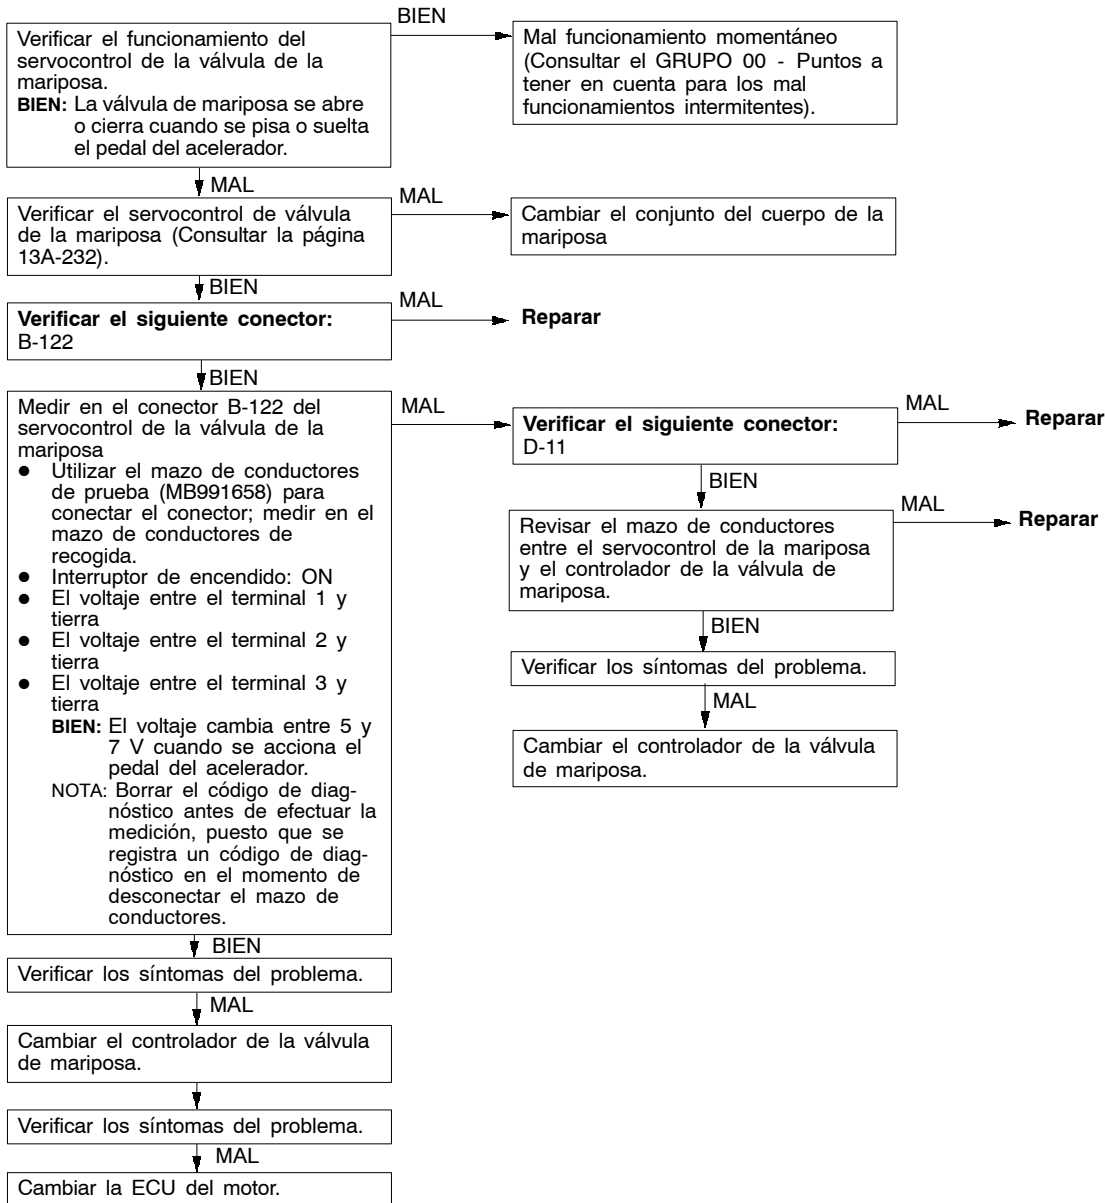 Verificar el funcionamiento del
servocontrol de la válvula de la
mariposa.
BIEN: La válvula de mariposa se abre
o cierra cuando se pisa o suelta
el pedal del acelerador.
BIEN
Mal funcionamiento momentáneo
(Consultar el GRUPO 00 - Puntos a
tener en cuenta para los mal
funcionamientos intermitentes).
MAL
Verificar el servocontrol de válvula
de la mariposa (Consultar la página
13A-232).
MAL
Cambiar el conjunto del cuerpo de la
mariposa
BIEN
Verificar el siguiente conector:
B-122
MAL
Reparar
BIEN
Medir en el conector B-122 del
servocontrol de la válvula de la
mariposa
● Utilizar el mazo de conductores
de prueba (MB991658) para
conectar el conector; medir en el
mazo de conductores de
recogida.
● Interruptor de encendido: ON
● El voltaje entre el terminal 1 y
tierra
● El voltaje entre el terminal 2 y
tierra
● El voltaje entre el terminal 3 y
tierra
BIEN: El voltaje cambia entre 5 y
7 V cuando se acciona el
pedal del acelerador.
NOTA: Borrar el código de diag-
nóstico antes de efectuar la
medición, puesto que se
registra un código de diag-
nóstico en el momento de
desconectar el mazo de
conductores.
MAL
Verificar el siguiente conector:
D-11
MAL
Reparar
BIEN
Revisar el mazo de conductores
entre el servocontrol de la mariposa
y el controlador de la válvula de
mariposa.
MAL
Reparar
BIEN
Verificar los síntomas del problema.
MAL
Cambiar el controlador de la válvula
de mariposa.
BIEN
Verificar los síntomas del problema.
MAL
Cambiar el controlador de la válvula
de mariposa.
Verificar los síntomas del problema.
MAL
Cambiar la ECU del motor.